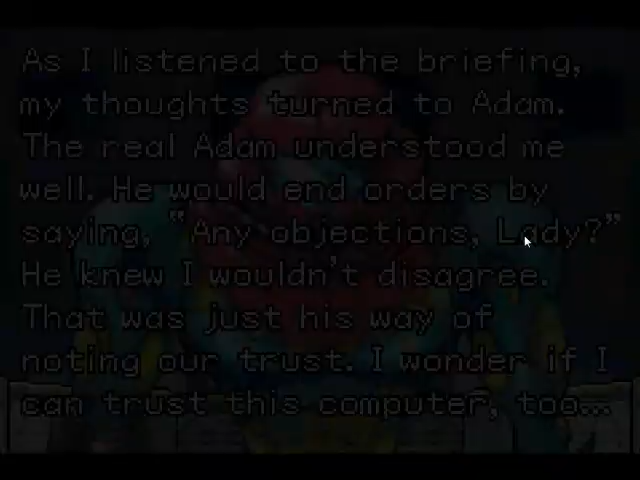 As I listened to the briefing,
my thoughts turned to Adam.
The real Adam understood me
well. He would end orders by
saying, "Any objections, Lady?"
He knew I wouldn't disagree.
That was just his way of
noting our trust. I wonder if I
can trust this computer, too...